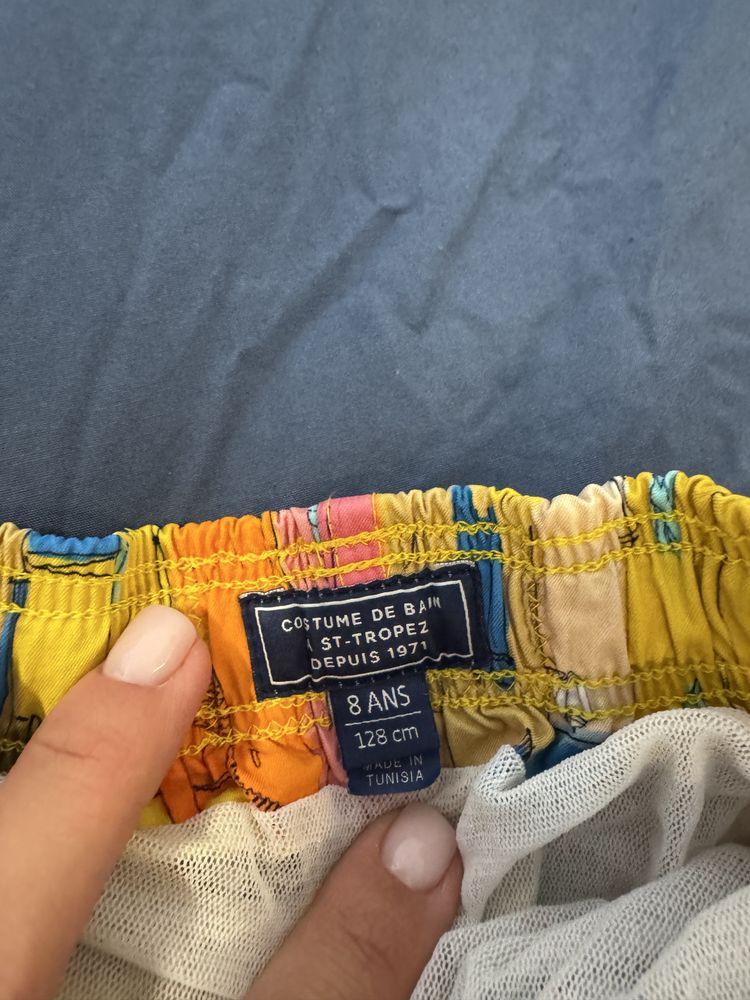 COSTUME DE BAIN
À ST-TROPEZ
DEPUIS 1971
8 ANS
128 cm
MADE IN
TUNISIA